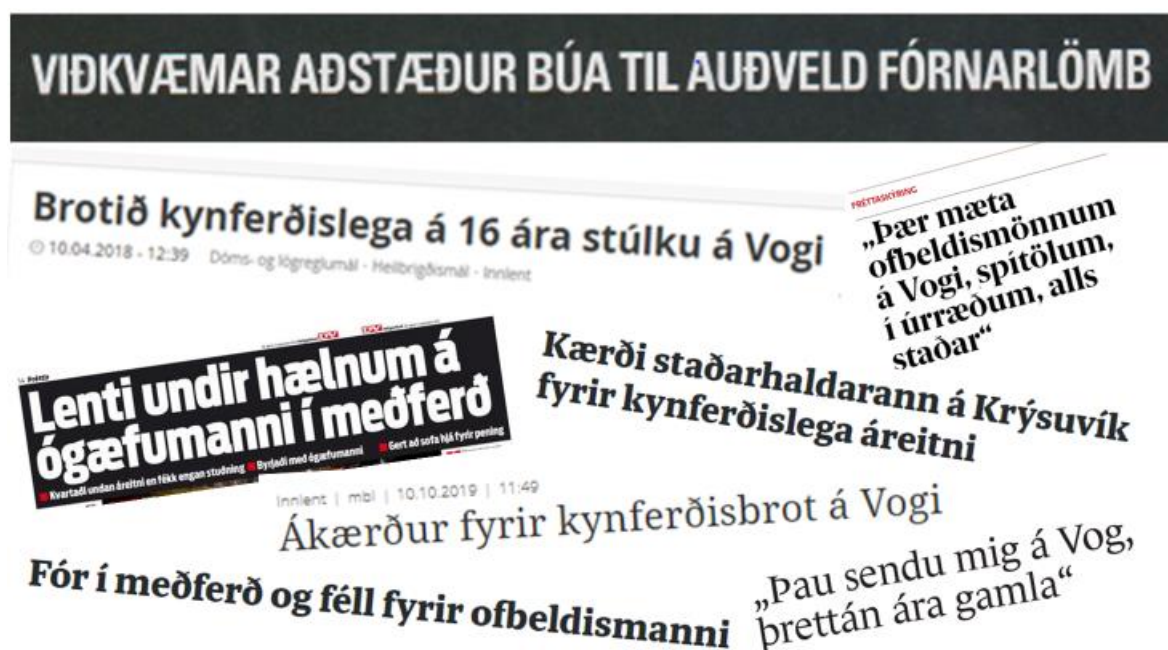 VIÐKVÆMAR AÐSTÆÐUR BÚA TIL AUÐVELD FÓRNARLÖMB
Brotið kynferðislega á 16 ára stúlku á Vogi
10.04.2018 - 12:39 Dóms- og lögreglumál - Heilbrigðismál - Innlent
FRÉTTASKÝRING
„Þær mæta
ofbeldismönnum
á Vogi, spítölum,
í úrræðum, alls
staðar“
Lenti undir hælnum á
ógæfumanni í meðferð
Kvartaði undan áreitni en fékk engan stuðning Byrjaði með ógæfumanni Gert að sofa hjá fyrir pening
Kærði staðarhaldarann á Krýsuvík
fyrir kynferðislega áreitni
Innlent | mbl | 10.10.2019 | 11:49
Ákærður fyrir kynferðisbrot á Vogi
Fór í meðferð og féll fyrir ofbeldismanni
„Þau sendu mig á Vog,
þrettán ára gamla“